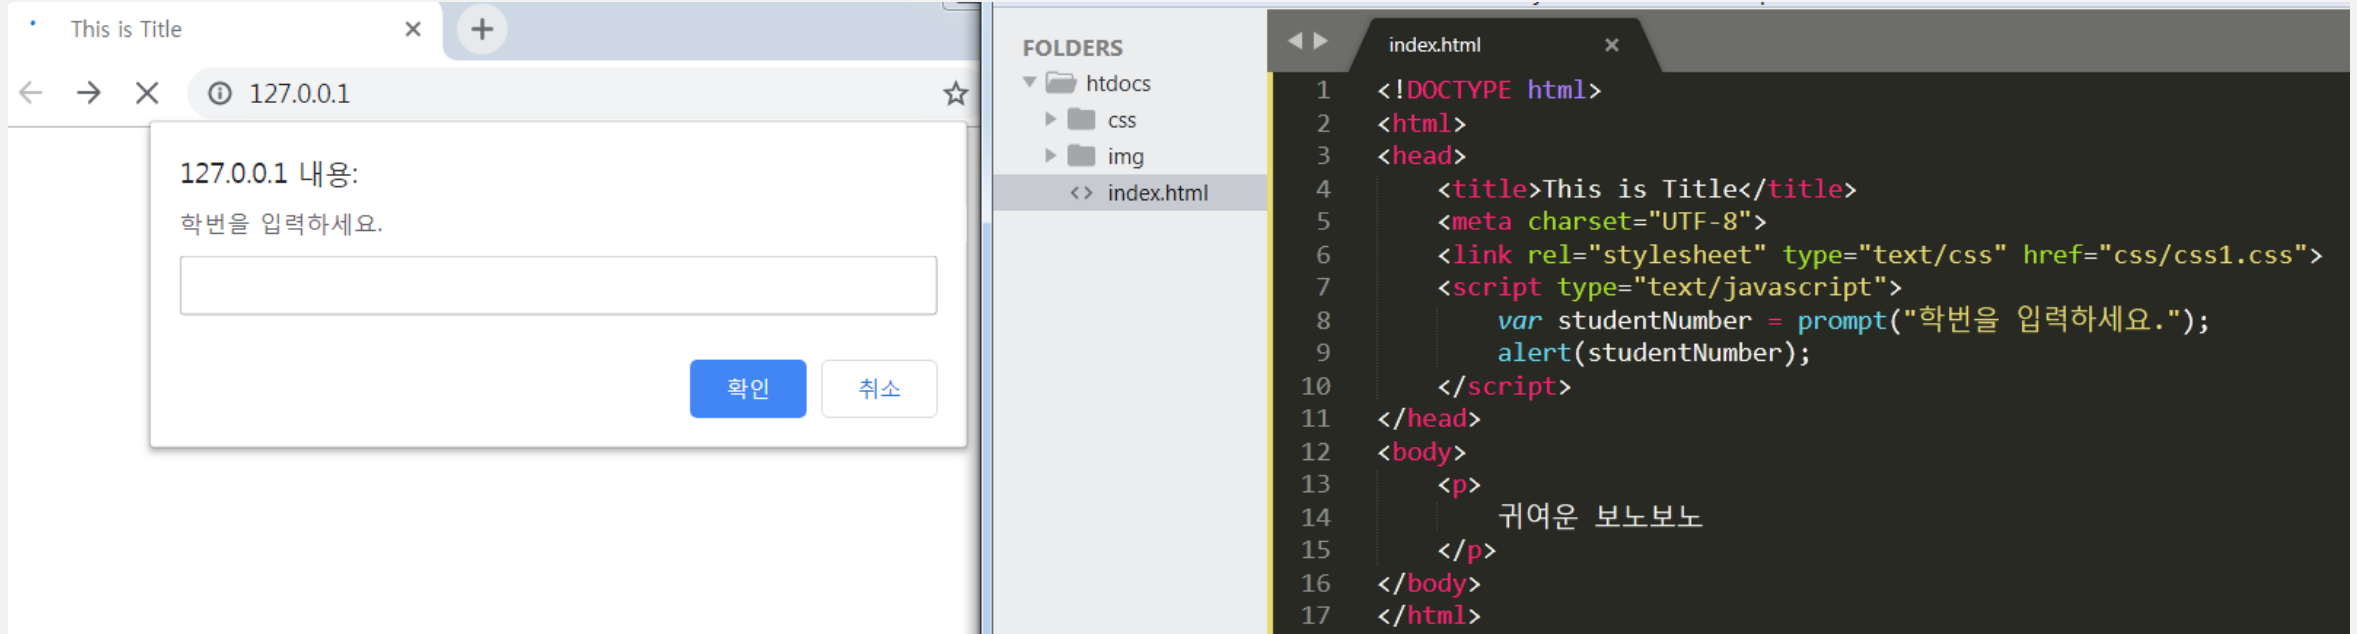 This is Title
127.0.0.1
127.0.0.1 내용:
학번을 입력하세요.
확인 취소
FOLDERS
htdocs
css
img
index.html
index.html
1 <!DOCTYPE html>
2 <html>
3 <head>
4 <title>This is Title</title>
5 <meta charset="UTF-8">
6 <link rel="stylesheet" type="text/css" href="css/css1.css">
7 <script type="text/javascript">
8 var studentNumber = prompt("학번을 입력하세요.");
9 alert(studentNumber);
10 </script>
11 </head>
12 <body>
13 <p>
14 귀여운 보노보노
15 </p>
16 </body>
17 </html>